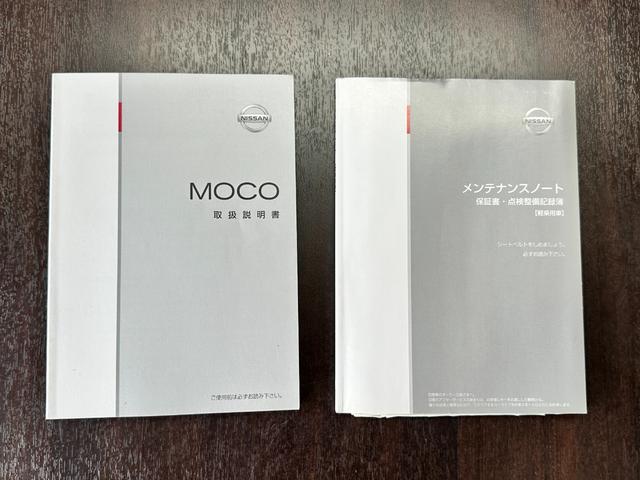 NISSAN
MOCO
取扱説明書
ご使用前は必ずお読み下さい。
NISSAN
メンテナンスノート
保証書・点検整備記録簿
【軽乗用車】
シートベルトをしめましょう。
必ずお読み下さい。